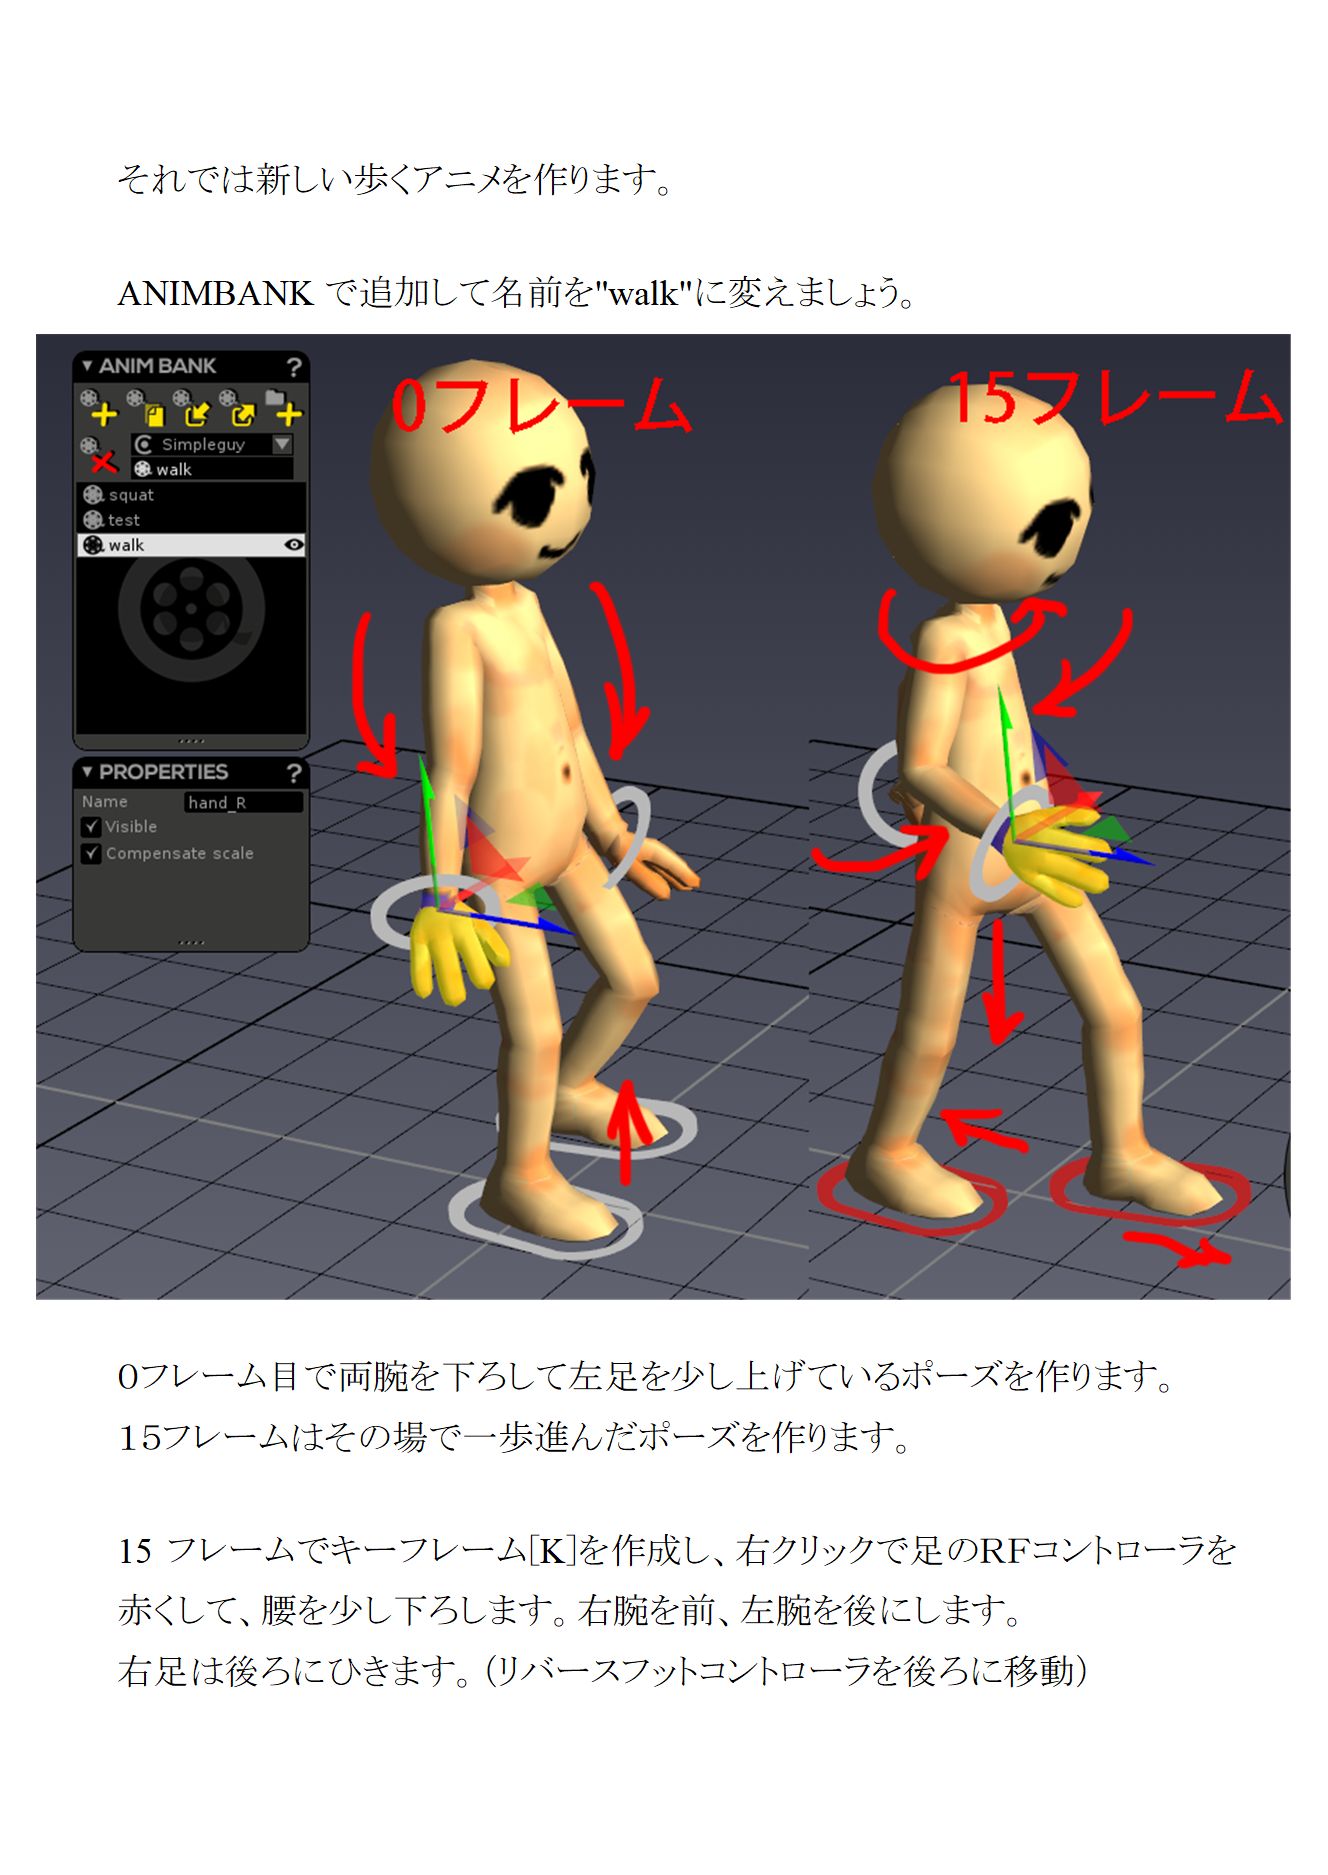 それでは新しい歩くアニメを作ります。
ANIMBANK で追加して名前を"walk"に変えましょう。
ANIM BANK ?
Simpleguy
walk
squat
test
walk
PROPERTIES ?
Name hand_R
Visible
Compensate scale
0フレーム
15フレーム
０フレーム目で両腕を下ろして左足を少し上げているポーズを作ります。
１５フレームはその場で一歩進んだポーズを作ります。
15 フレームでキーフレーム[K]を作成し、右クリックで足のＲＦコントローラを
赤くして、腰を少し下ろします。右腕を前、左腕を後にします。
右足は後ろにひきます。（リバースフットコントローラを後ろに移動）